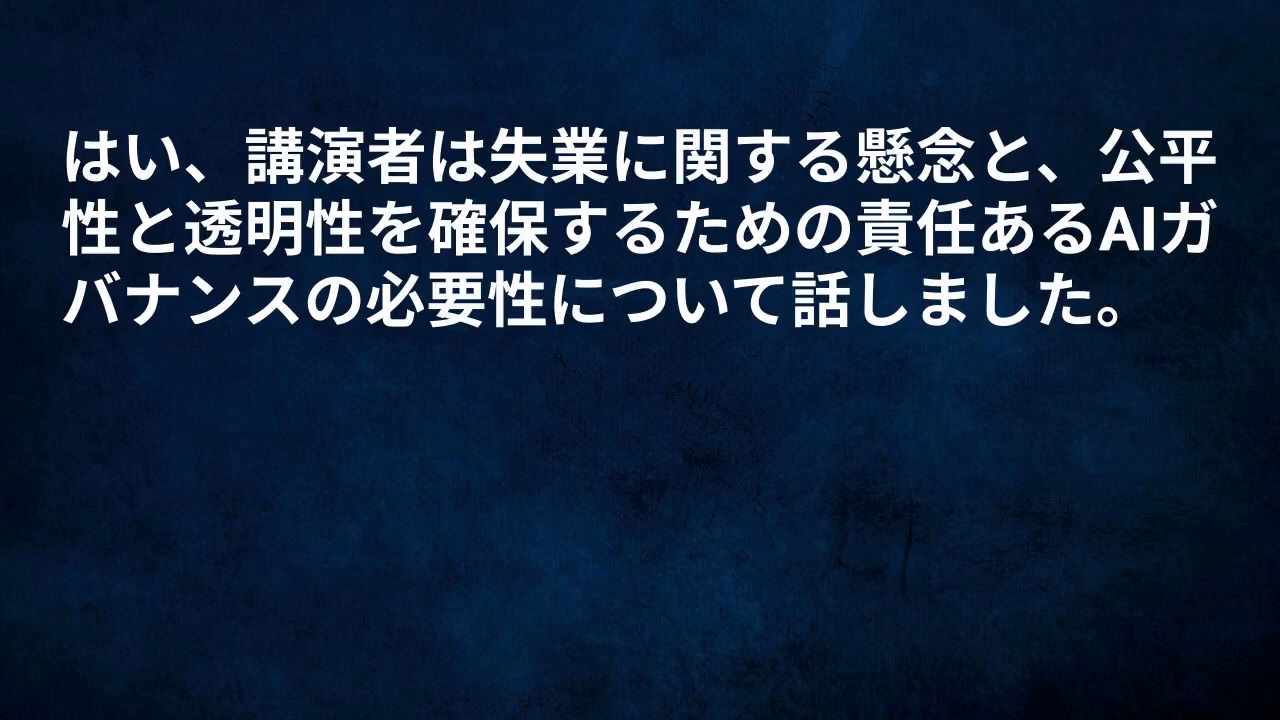 はい、講演者は失業に関する懸念と、公平
性と透明性を確保するための責任あるAIガ
バナンスの必要性について話しました。